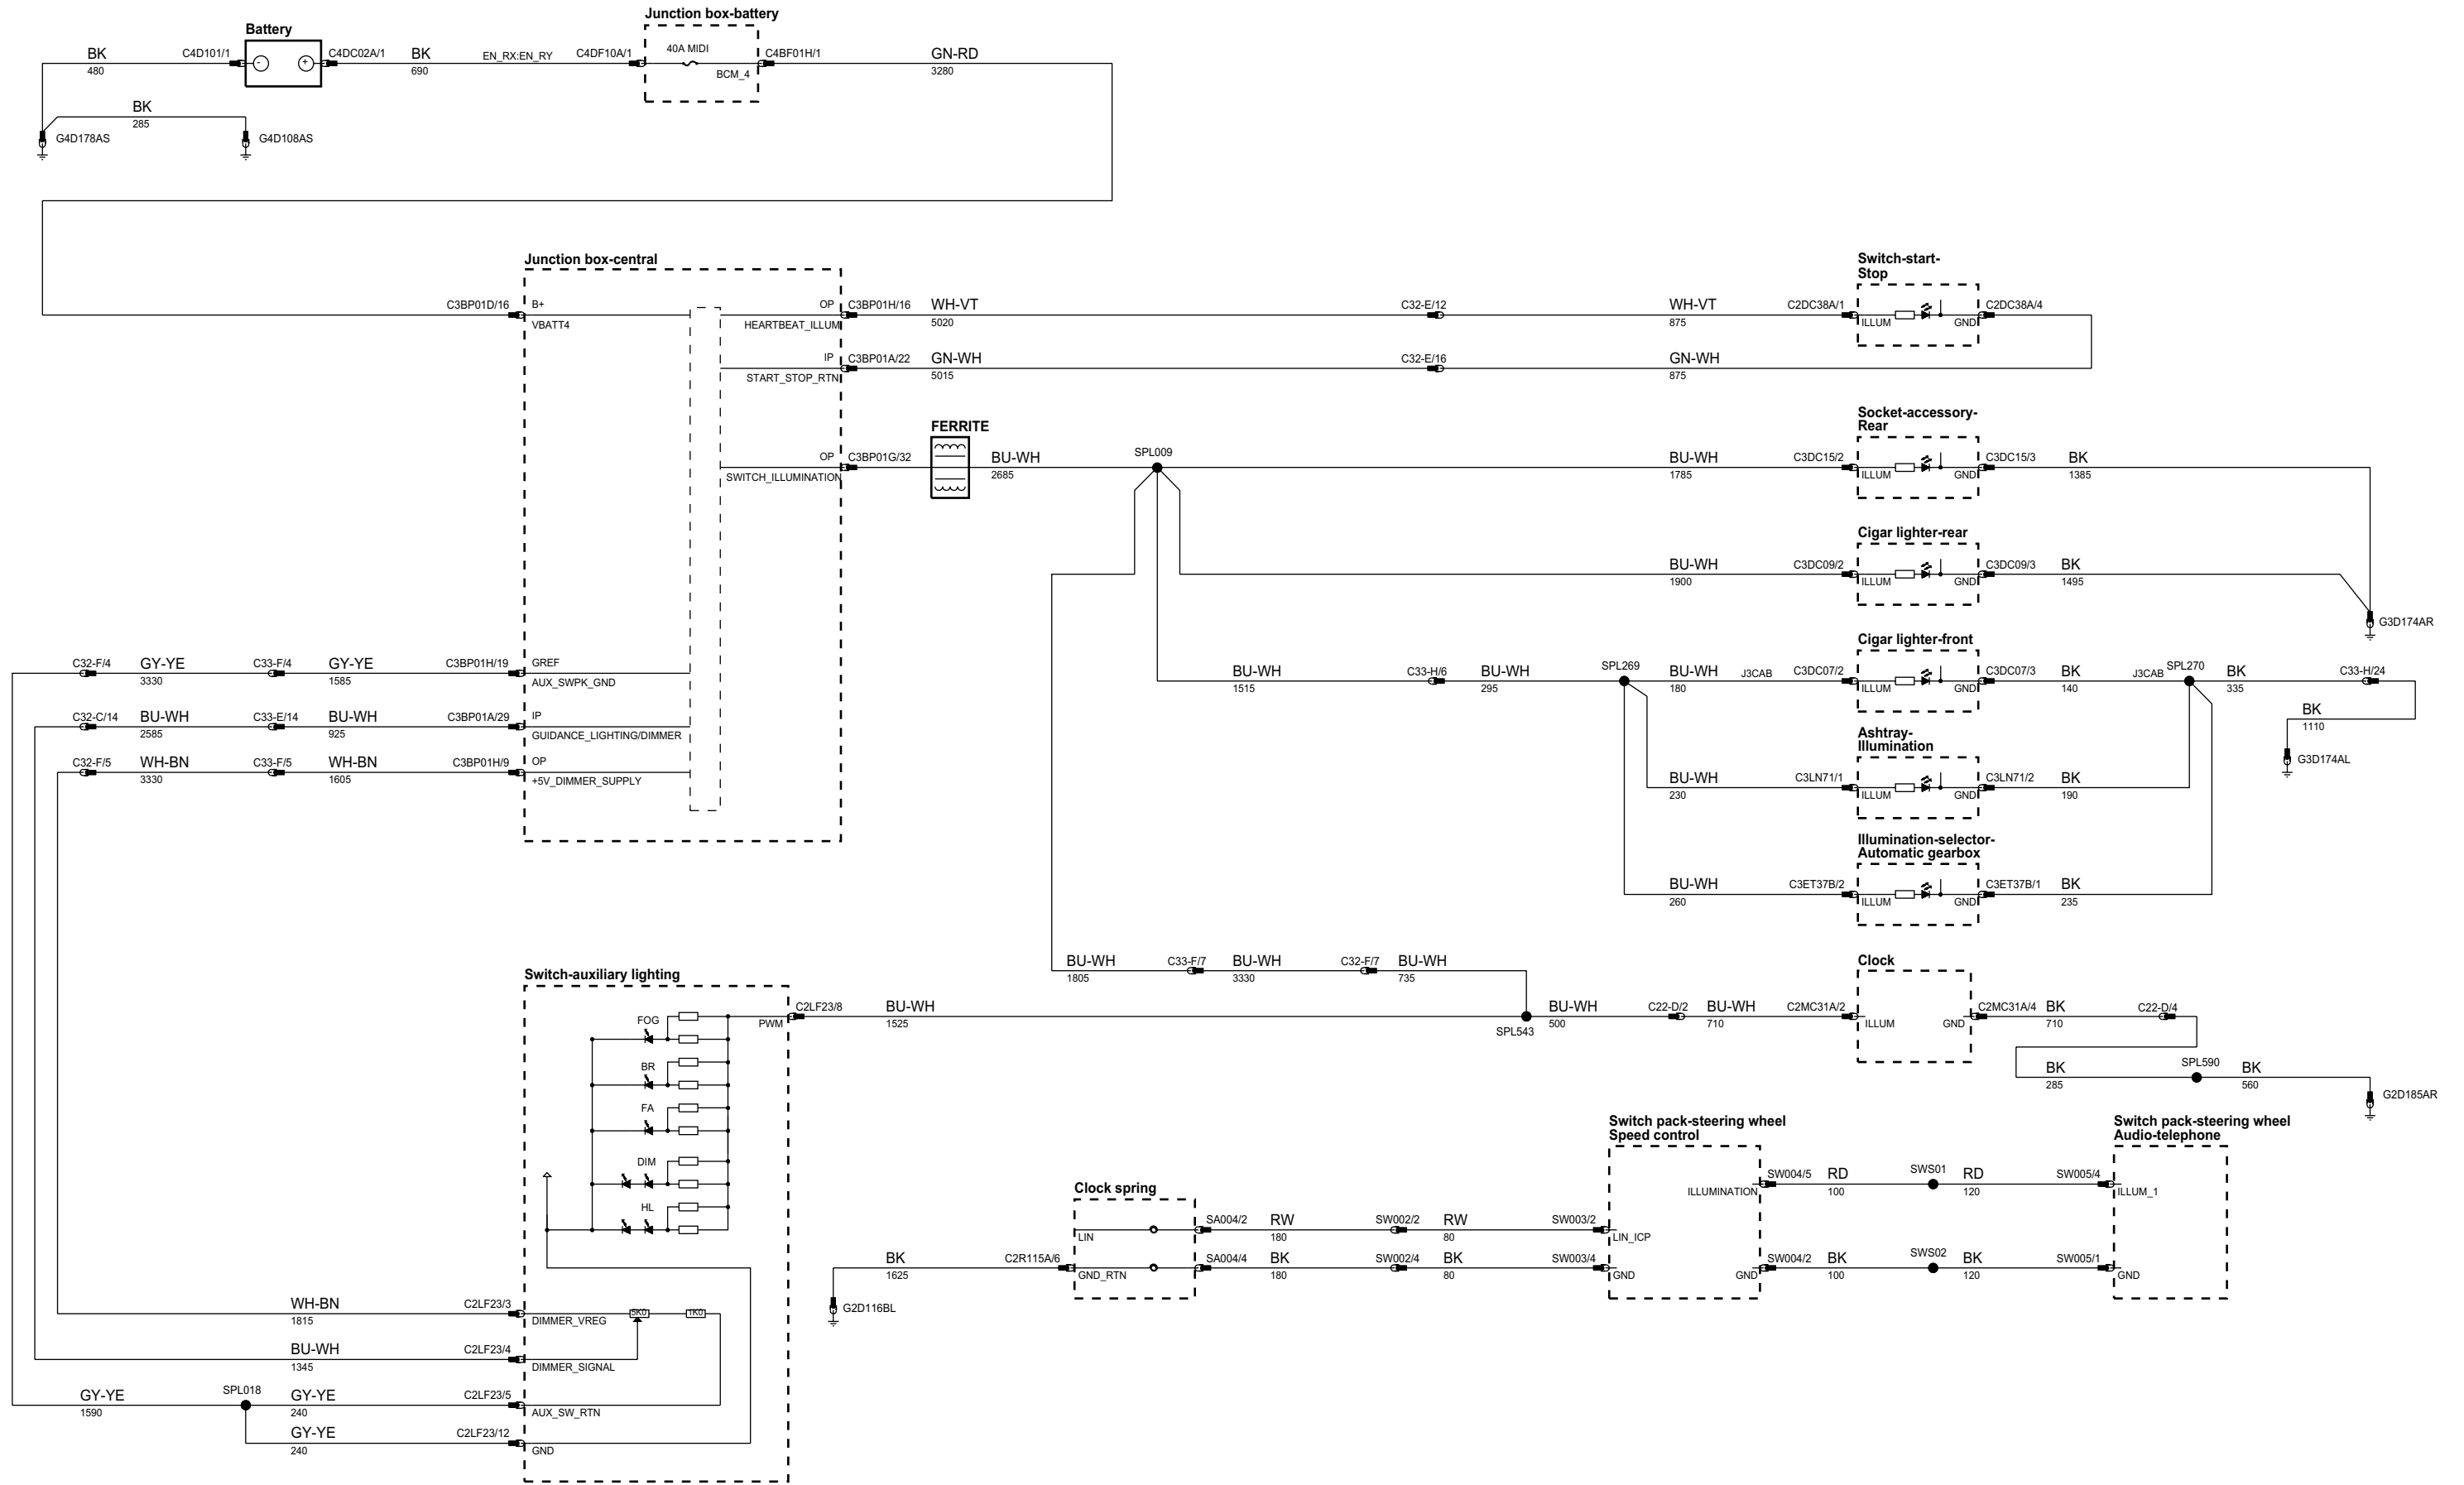 Junction box-battery
Battery
BK
480
C4D101/1
-
+
C4DC02A/1
BK
690
EN_RX:EN_RY
C4DF10A/1
40A MIDI
BCM_4
C4BF01H/1
GN-RD
3280
BK
285
G4D178AS
G4D108AS
Junction box-central
C3BP01D/16
B+
VBATT4
OP
HEARTBEAT_ILLUM
C3BP01H/16
WH-VT
5020
C32-E/12
WH-VT
875
C2DC38A/1
Switch-start-
Stop
ILLUM
GND
C2DC38A/4
IP
START_STOP_RTN
C3BP01A/22
GN-WH
5015
C32-E/16
GN-WH
875
OP
SWITCH_ILLUMINATION
C3BP01G/32
FERRITE
BU-WH
2685
SPL009
BU-WH
1785
C3DC15/2
Socket-accessory-
Rear
ILLUM
GND
C3DC15/3
BK
1385
Cigar lighter-rear
BU-WH
1900
C3DC09/2
ILLUM
GND
C3DC09/3
BK
1495
G3D174AR
C32-F/4
GY-YE
3330
C33-F/4
GY-YE
1585
C3BP01H/19
GREF
AUX_SWPK_GND
BU-WH
1515
C33-H/6
BU-WH
295
SPL269
BU-WH
180
J3CAB
C3DC07/2
Cigar lighter-front
ILLUM
GND
C3DC07/3
BK
140
J3CAB
SPL270
BK
335
C33-H/24
BK
1110
G3D174AL
C32-C/14
BU-WH
2585
C33-E/14
BU-WH
925
C3BP01A/29
IP
GUIDANCE_LIGHTING/DIMMER
C32-F/5
WH-BN
3330
C33-F/5
WH-BN
1605
C3BP01H/9
OP
+5V_DIMMER_SUPPLY
Ashtray-
Illumination
BU-WH
230
C3LN71/1
ILLUM
GND
C3LN71/2
BK
190
Illumination-selector-
Automatic gearbox
BU-WH
260
C3ET37B/2
ILLUM
GND
C3ET37B/1
BK
235
BU-WH
1805
C33-F/7
BU-WH
3330
C32-F/7
BU-WH
735
Switch-auxiliary lighting
FOG
BR
FA
DIM
HL
PWM
C2LF23/8
BU-WH
1525
SPL543
BU-WH
500
C22-D/2
BU-WH
710
C2MC31A/2
Clock
ILLUM
GND
C2MC31A/4
BK
710
C22-D/4
BK
285
SPL590
BK
560
G2D185AR
Clock spring
LIN
GND_RTN
BK
1625
C2R115A/6
G2D116BL
SA004/2
RW
180
SW002/2
RW
80
SW003/2
SA004/4
BK
180
SW002/4
BK
80
SW003/4
Switch pack-steering wheel
Speed control
LIN_ICP
GND
ILLUMINATION
GND
SW004/5
RD
100
SWS01
RD
120
SW005/4
SW004/2
BK
100
SWS02
BK
120
SW005/1
Switch pack-steering wheel
Audio-telephone
ILLUM_1
GND
WH-BN
1815
C2LF23/3
DIMMER_VREG
5K0
1K0
BU-WH
1345
C2LF23/4
DIMMER_SIGNAL
GY-YE
1590
SPL018
GY-YE
240
C2LF23/5
AUX_SW_RTN
GY-YE
240
C2LF23/12
GND